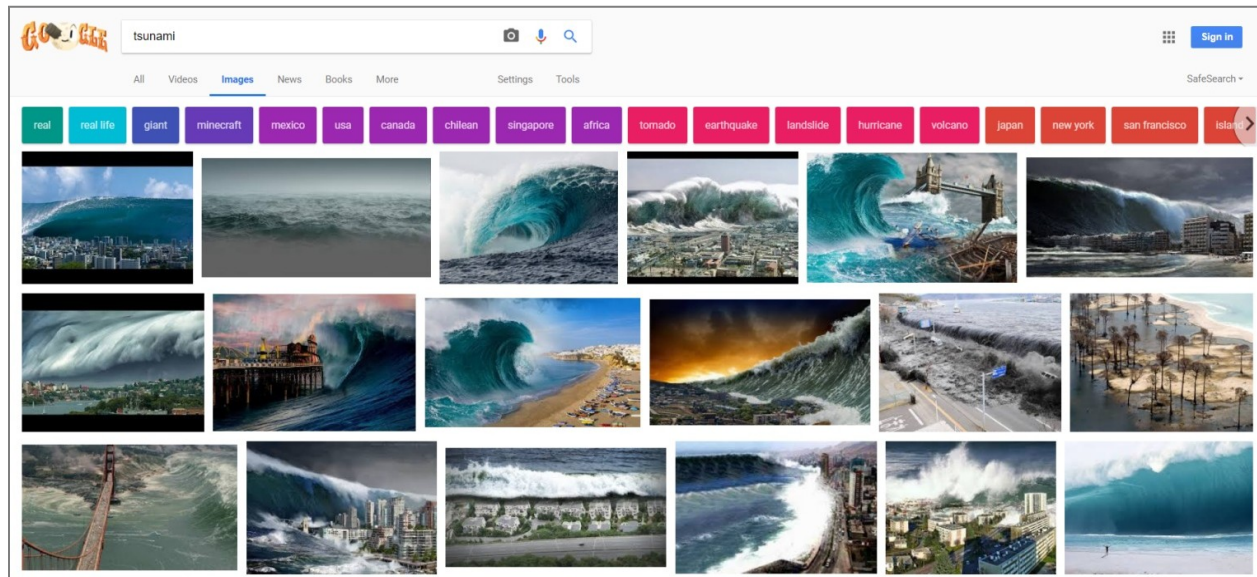 GOOGLE
tsunami
Sign in
All Videos Images News Books More Settings Tools
SafeSearch
real real life giant minecraft mexico usa canada chilean singapore africa tornado earthquake landslide hurricane volcano japan new york san francisco island